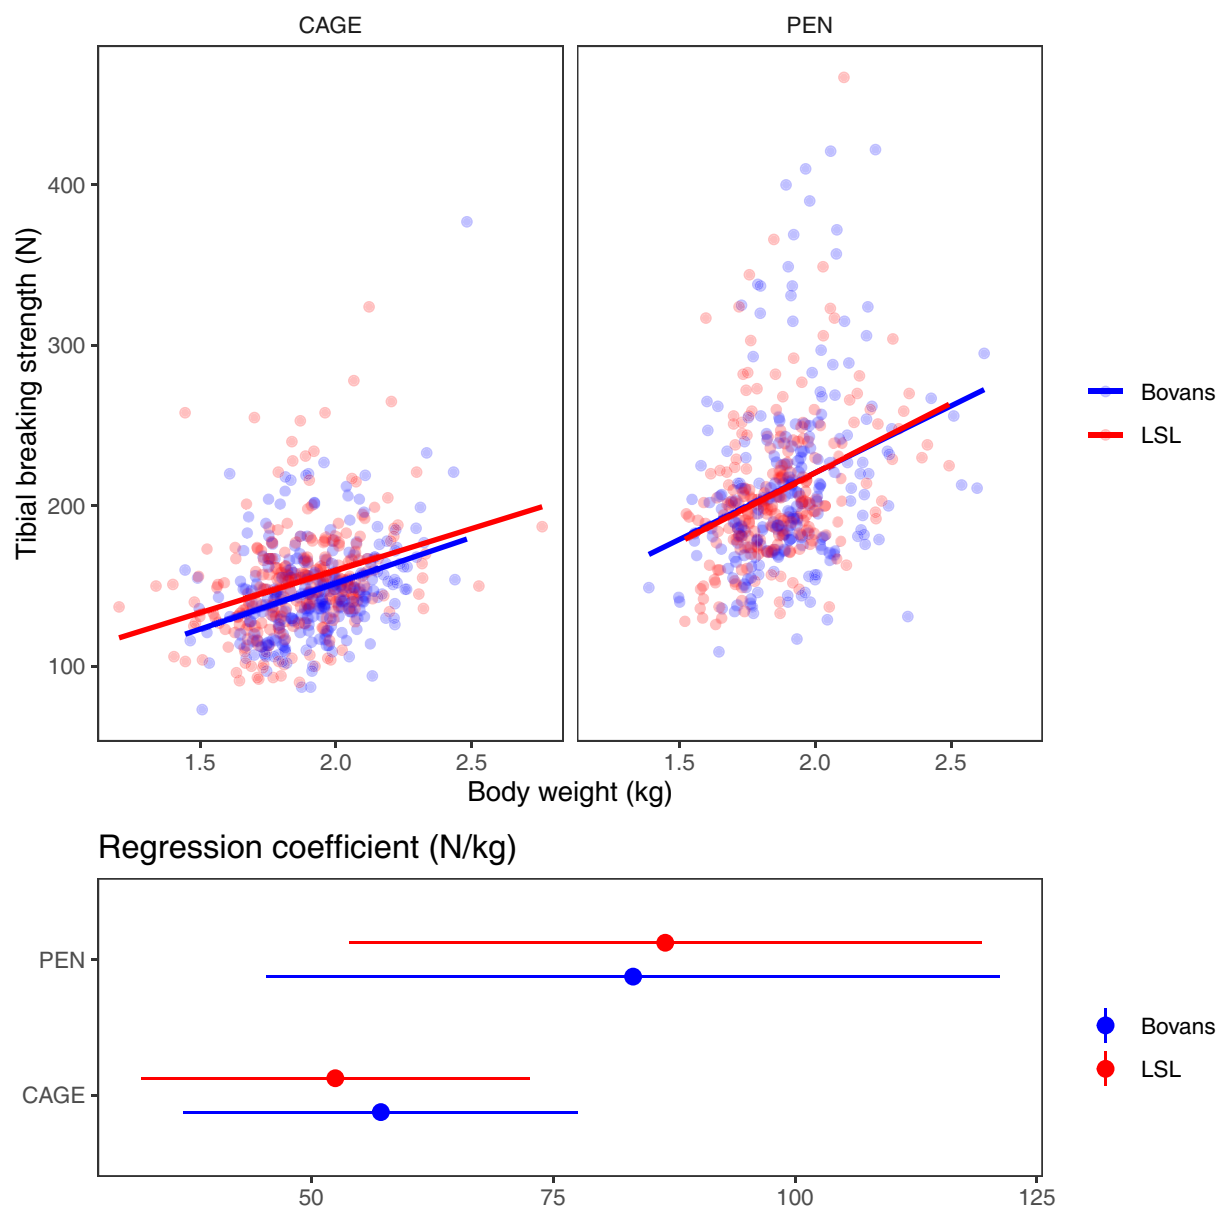 CAGE PEN
Tibial breaking strength (N)
400
300
200
100
1.5 2.0 2.5 1.5 2.0 2.5
Body weight (kg)
Bovans
LSL
Regression coefficient (N/kg)
PEN
CAGE
50 75 100 125
Bovans
LSL